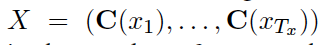 X = (C(x_1), . . . , C(x_{T_x}))